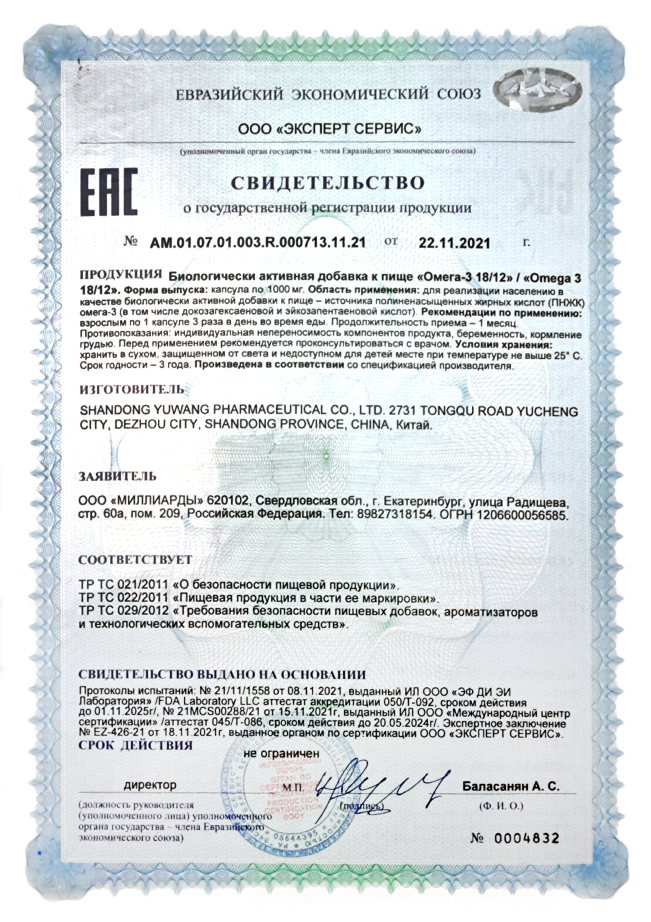 ЕВРАЗИЙСКИЙ ЭКОНОМИЧЕСКИЙ СОЮЗ
ООО «ЭКСПЕРТ СЕРВИС»
(уполномоченный орган государства – члена Евразийского экономического союза)
ЕАС
СВИДЕТЕЛЬСТВО
о государственной регистрации продукции
№ AM.01.07.01.003.R.000713.11.21 от 22.11.2021 г.
ПРОДУКЦИЯ Биологически активная добавка к пище «Омега-3 18/12» / «Omega 3
18/12». Форма выпуска: капсула по 1000 мг. Область применения: для реализации населению в
качестве биологически активной добавки к пище – источника полиненасыщенных жирных кислот (ПНЖК)
омега-3 (в том числе докозагексаеновой и эйкозапентаеновой кислот). Рекомендации по применению:
взрослым по 1 капсуле 3 раза в день во время еды. Продолжительность приема – 1 месяц.
Противопоказания: индивидуальная непереносимость компонентов продукта, беременность, кормление
грудью. Перед применением рекомендуется проконсультироваться с врачом. Условия хранения:
хранить в сухом, защищенном от света и недоступном для детей месте при температуре не выше 25° С.
Срок годности – 3 года. Произведена в соответствии со спецификацией производителя.
ИЗГОТОВИТЕЛЬ
SHANDONG YUWANG PHARMACEUTICAL CO., LTD. 2731 TONGQU ROAD YUCHENG
CITY, DEZHOU CITY, SHANDONG PROVINCE, CHINA, Китай.
ЗАЯВИТЕЛЬ
ООО «МИЛЛИАРДЫ» 620102, Свердловская обл., г. Екатеринбург, улица Радищева,
стр. 60а, пом. 209, Российская Федерация. Тел: 89827318154. ОГРН 1206600056585.
СООТВЕТСТВУЕТ
ТР ТС 021/2011 «О безопасности пищевой продукции».
ТР ТС 022/2011 «Пищевая продукция в части ее маркировки».
ТР ТС 029/2012 «Требования безопасности пищевых добавок, ароматизаторов
и технологических вспомогательных средств».
СВИДЕТЕЛЬСТВО ВЫДАНО НА ОСНОВАНИИ
Протоколы испытаний: № 21/11/1558 от 08.11.2021, выданный ИЛ ООО «ЭФ ДИ ЭИ
Лаборатория» /FDA Laboratory LLC аттестат аккредитации 050/T-092, сроком действия
до 01.11.2025г/, № 21MCS00288/21 от 15.11.2021г, выданный ИЛ ООО «Международный центр
сертификации» /аттестат 045/Т-086, сроком действия до 20.05.2024г/. Экспертное заключение
№ EZ-426-21 от 18.11.2021г, выданное органом по сертификации ООО «ЭКСПЕРТ СЕРВИС».
СРОК ДЕЙСТВИЯ
не ограничен
директор М.П. (подпись) Баласанян А. С.
(Ф. И. О.)
(должность руководителя
(уполномоченного лица) уполномоченного
органа государства – члена Евразийского
экономического союза)
PRODUCTION
CERTIFICATION
BODY
№ 0004832